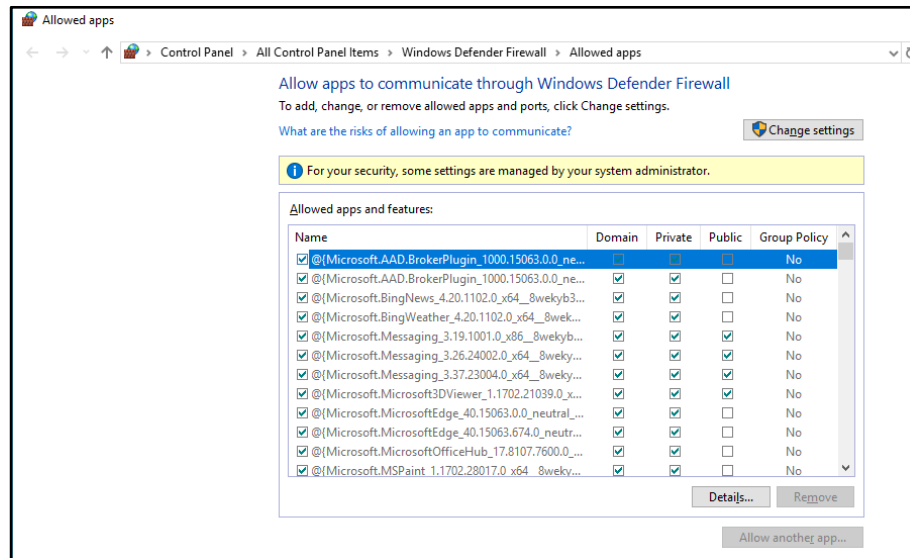 Allowed apps
Control Panel > All Control Panel Items > Windows Defender Firewall > Allowed apps
Allow apps to communicate through Windows Defender Firewall
To add, change, or remove allowed apps and ports, click Change settings.
What are the risks of allowing an app to communicate? Change settings
For your security, some settings are managed by your system administrator.
Allowed apps and features:
Name Domain Private Public Group Policy
@{Microsoft.AAD.BrokerPlugin_1000.15063.0.0_ne... No
@{Microsoft.AAD.BrokerPlugin_1000.15063.0.0_ne... No
@{Microsoft.BingNews_4.20.1102.0_x64__8wekyb3... No
@{Microsoft.BingWeather_4.20.1102.0_x64__8wek... No
@{Microsoft.Messaging_3.19.1001.0_x86__8wekyb... No
@{Microsoft.Messaging_3.26.24002.0_x64__8weky... No
@{Microsoft.Messaging_3.37.23004.0_x64__8weky... No
@{Microsoft.Microsoft3DViewer_1.1702.21039.0_x... No
@{Microsoft.MicrosoftEdge_40.15063.0.0_neutral_... No
@{Microsoft.MicrosoftEdge_40.15063.674.0_neutr... No
@{Microsoft.MicrosoftOfficeHub_17.8107.7600.0_... No
@{Microsoft.MSPaint_1.1702.28017.0_x64__8weky... No
Details... Remove
Allow another app...